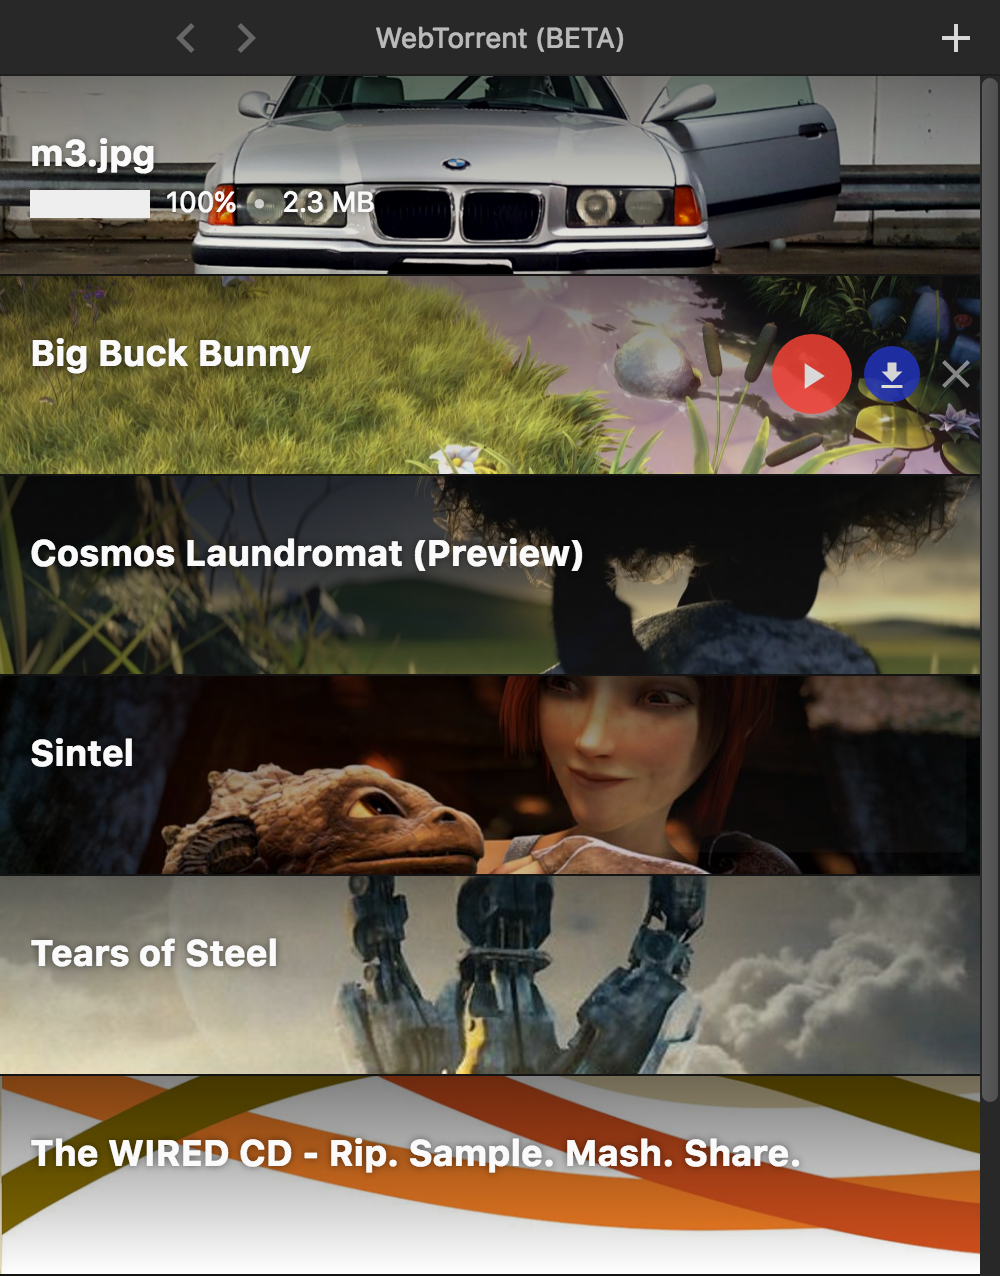 WebTorrent (BETA)
m3.jpg
100% • 2.3 MB
Big Buck Bunny
Cosmos Laundromat (Preview)
Sintel
Tears of Steel
The WIRED CD - Rip. Sample. Mash. Share.